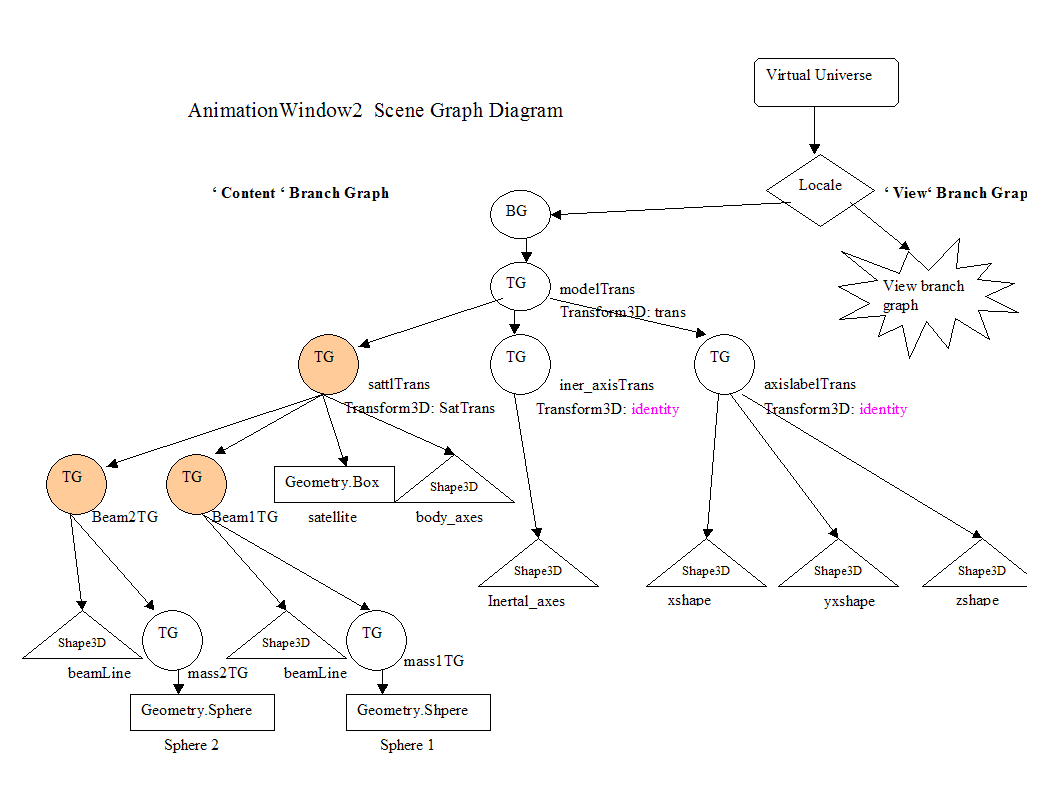 Virtual Universe
AnimationWindow2  Scene Graph Diagram
Locale
‘ Content ‘ Branch Graph
‘ View‘ Branch Grap
BG
TG
modelTrans
Transform3D: trans
View branch
graph
TG
sattlTrans
Transform3D: SatTrans
TG
iner_axisTrans
Transform3D: identity
TG
axislabelTrans
Transform3D: identity
TG
Beam2TG
TG
Beam1TG
Geometry.Box
satellite
Shape3D
body_axes
Shape3D
Inertal_axes
Shape3D
xshape
Shape3D
yxshape
Shape3D
zshape
Shape3D
beamLine
TG
mass2TG
Shape3D
beamLine
TG
mass1TG
Geometry.Sphere
Sphere 2
Geometry.Shpere
Sphere 1